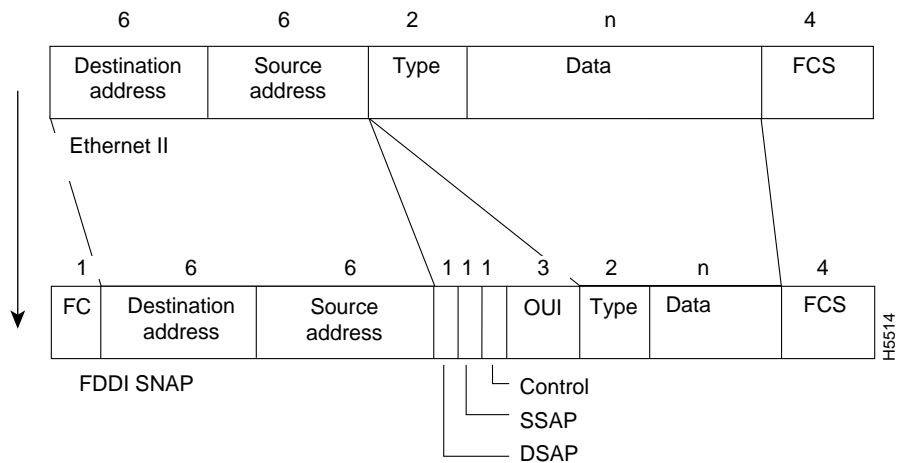 6 6 2 n 4
Destination address Source address Type Data FCS
Ethernet II
1 6 6 1 1 1 3 2 n 4
FC Destination address Source address OUI Type Data FCS
FDDI SNAP
Control
SSAP
DSAP
H5514